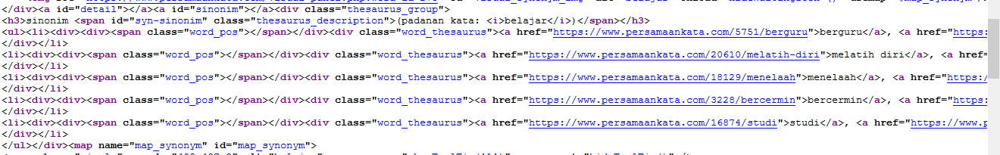 </div><a id="detail"></a><a id="sinonim"></a><div class="thesaurus_group">
<h3>sinonim <span id="syn-sinonim" class="thesaurus_description">(padanan kata: <i>belajar</i>)</span></h3>
<ul><li><div><div><span class="word_pos"></span></div><div class="word_thesaurus"><a href="https://www.persamaankata.com/5751/berguru">berguru</a>, <a href="https:
</div></li>
<li><div><div><span class="word_pos"></span></div><div class="word_thesaurus"><a href="https://www.persamaankata.com/20610/melatih-diri">melatih diri</a>, <a href=
</div></li>
<li><div><div><span class="word_pos"></span></div><div class="word_thesaurus"><a href="https://www.persamaankata.com/18129/menelaah">menelaah</a>, <a href="https:/
</div></li>
<li><div><div><span class="word_pos"></span></div><div class="word_thesaurus"><a href="https://www.persamaankata.com/3228/bercermin">bercermin</a>, <a href="https:
</div></li>
<li><div><div><span class="word_pos"></span></div><div class="word_thesaurus"><a href="https://www.persamaankata.com/16874/studi">studi</a>, <a href="https://www.p
</div></li>
</ul></div><map name="map_synonym" id="map_synonym">